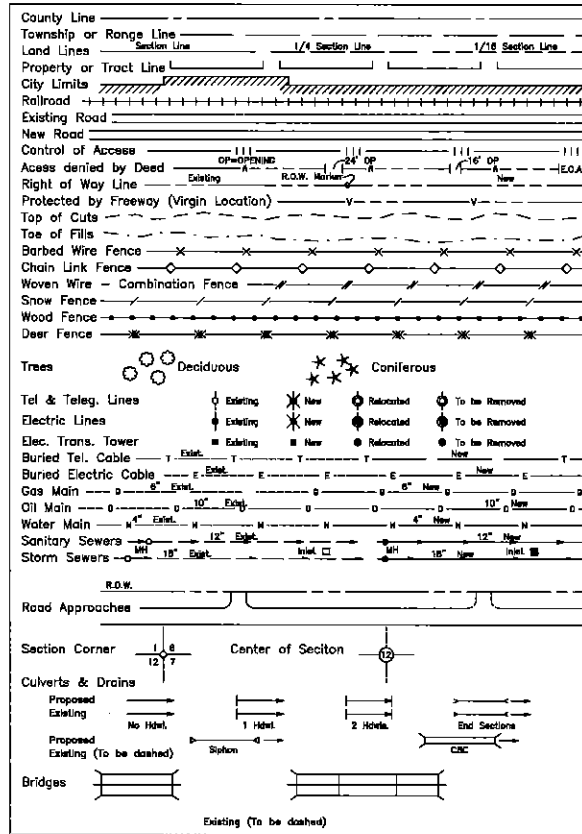 County Line
Township or Range Line
Land Lines Section Line 1/4 Section Line 1/16 Section Line
Property or Tract Line
City Limits
Railroad
Existing Road
New Road
Control of Access
OP=OPENING 24' OP 16' OP
Acess denied by Deed A A A E.O.A.
Existing R.O.W. Marker New
Right of Way Line
Protected by Freeway (Virgin Location) V V
Top of Cuts
Toe of Fills
Barbed Wire Fence
Chain Link Fence
Woven Wire - Combination Fence
Snow Fence
Wood Fence
Deer Fence
Trees Deciduous Coniferous
Tel & Teleg. Lines Existing New Relocated To be Removed
Electric Lines Existing New Relocated To be Removed
Elec. Trans. Tower Existing New Relocated To be Removed
Buried Tel. Cable T Exist. T T T New T
Buried Electric Cable E Exist. E E E E E New E
Gas Main 6" Exist. G G 6" New G G G
Oil Main O O 10" Exist. O O O O O 10" New O
Water Main 4" Exist. 4" New
Sanitary Sewers 12" Exist. 12" New
Storm Sewers MH 18" Exist. Inlet MH 18" New Inlet
R.O.W.
Road Approaches
Section Corner 1 6 12 7 Center of Seciton 12
Culverts & Drains
Proposed
Existing
No Hdwl. 1 Hdwl. 2 Hdwls. End Sections
Proposed
Existing (To be dashed) Siphon CBC
Bridges
Existing (To be dashed)